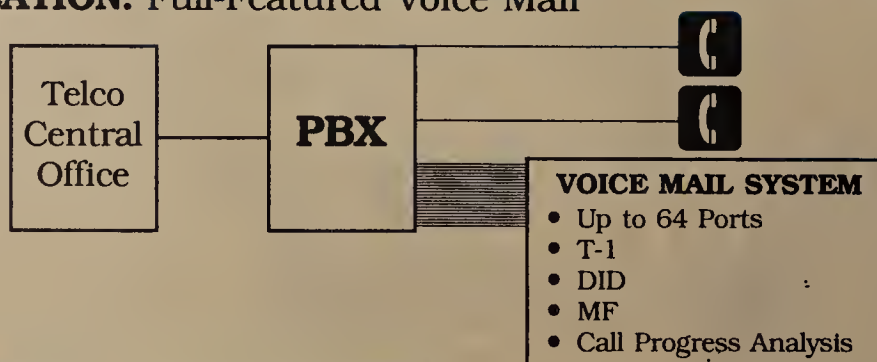 ATION: Full-Featured Voice Mail
Telco
Central
Office
PBX
VOICE MAIL SYSTEM
• Up to 64 Ports
• T-1
• DID
• MF
• Call Progress Analysis